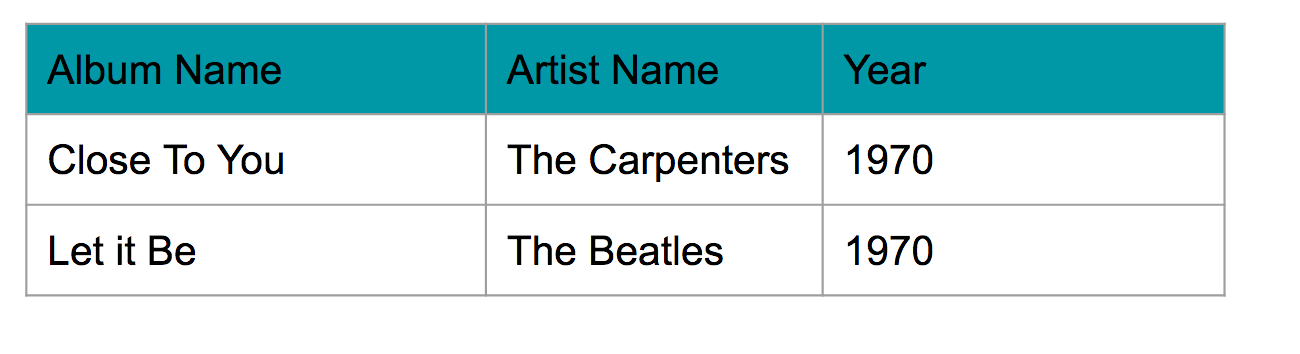 Album Name Artist Name Year
Close To You The Carpenters 1970
Let it Be The Beatles 1970